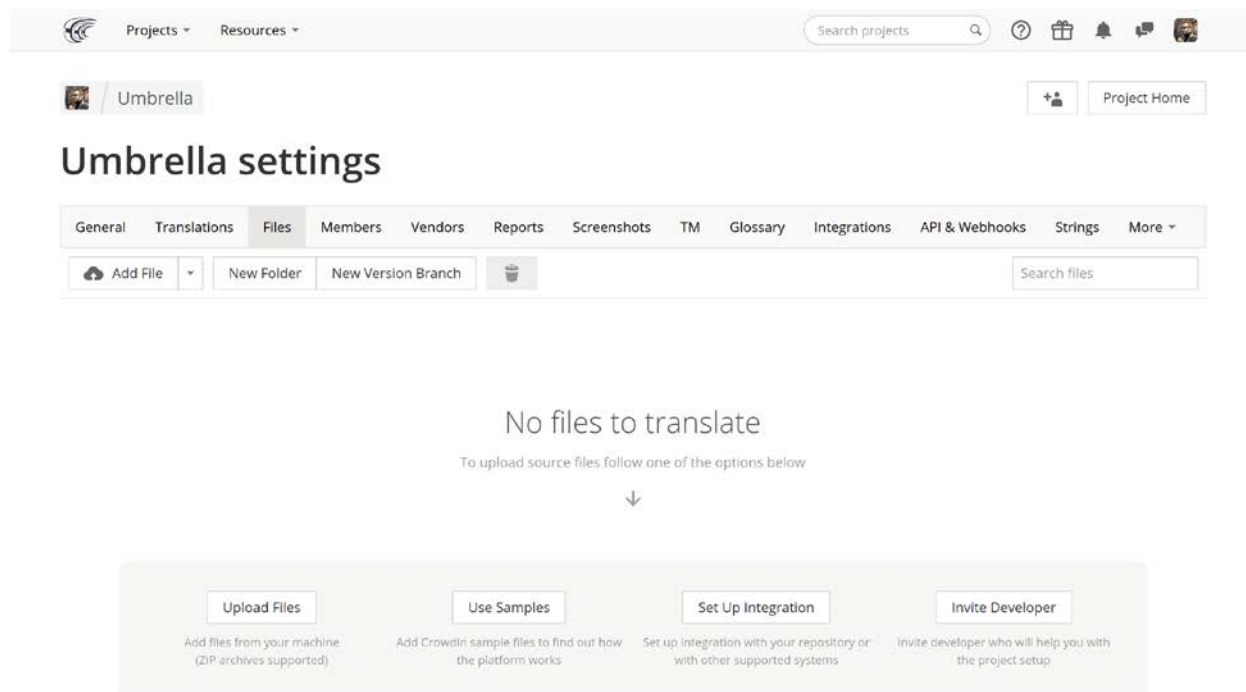 Projects Resources Search projects
Umbrella Project Home
Umbrella settings
General Translations Files Members Vendors Reports Screenshots TM Glossary Integrations API & Webhooks Strings More
Add File New Folder New Version Branch Search files
No files to translate
To upload source files follow one of the options below
Upload Files Use Samples Set Up Integration Invite Developer
Add files from your machine Add Crowdin sample files to find out how Set up integration with your repository or Invite developer who will help you with
(ZIP archives supported) the platform works with other supported systems the project setup